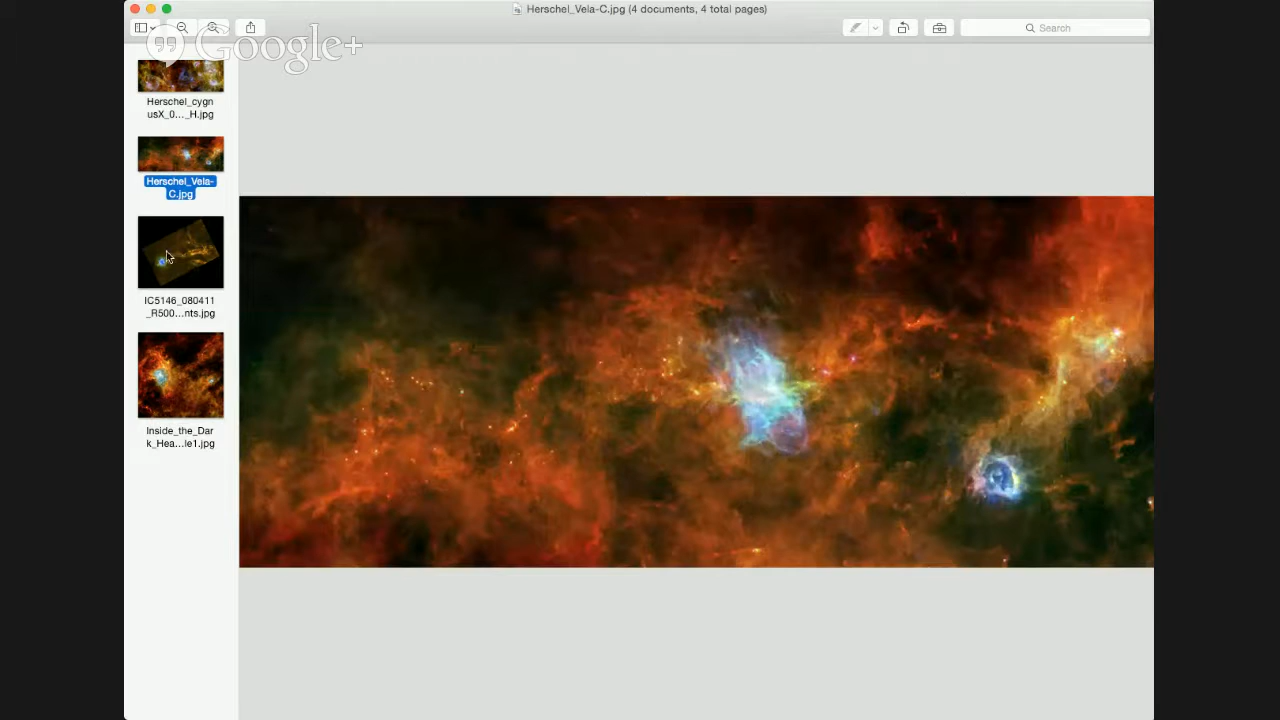 Herschel_Vela-C.jpg (4 documents, 4 total pages)
Google+
Search
Herschel_cygn
usX_0..._H.jpg
Herschel_Vela-
C.jpg
IC5146_080411
_R500...nts.jpg
Inside_the_Dar
k_Hea...le1.jpg